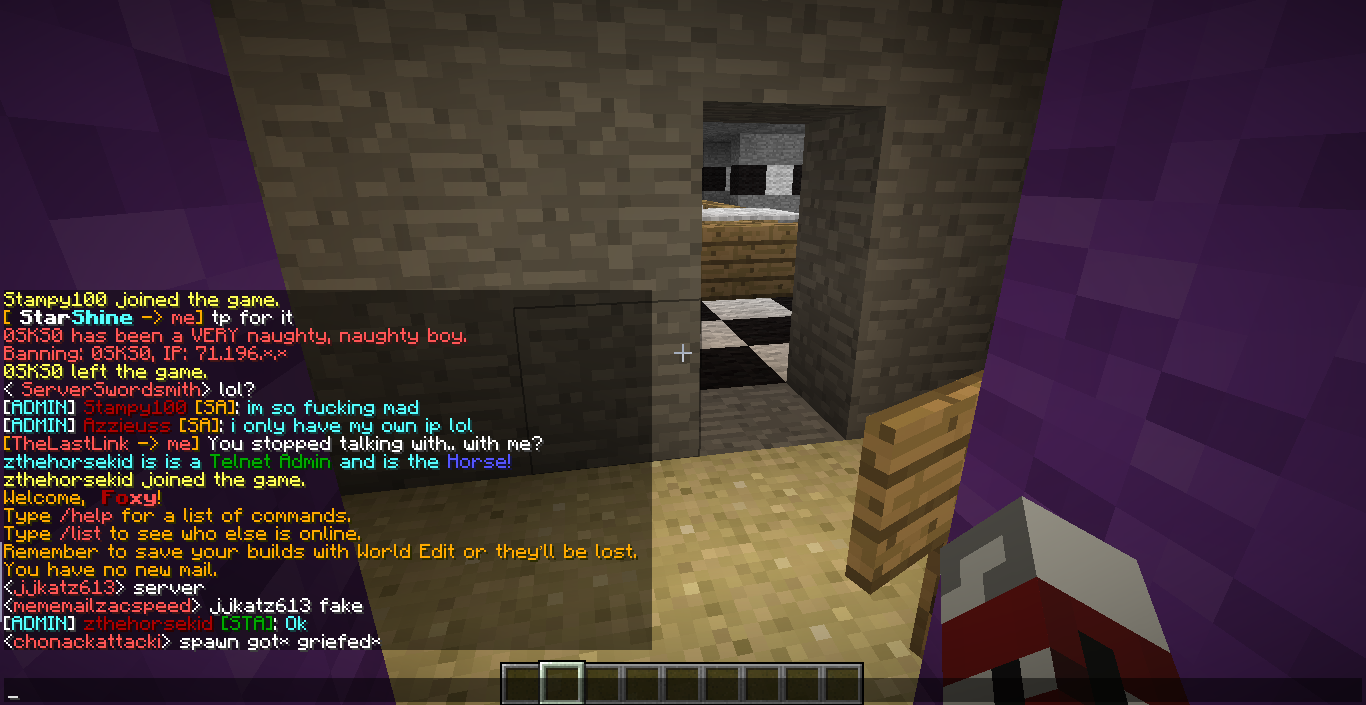 Stampy100 joined the game.
[ StarShine -> me] tp for it
0SKS0 has been a VERY naughty, naughty boy.
Banning: 0SKS0, IP: 71.196.*.*
0SKS0 left the game.
< ServerSwordsmith> lol?
[ADMIN] Stampy100 [SA]: im so fucking mad
[ADMIN] Azzieuss [SA]: i only have my own ip lol
[TheLastLink -> me] You stopped talking with.. with me?
zthehorsekid is is a Telnet Admin and is the Horse!
zthehorsekid joined the game.
Welcome, Foxy!
Type /help for a list of commands.
Type /list to see who else is online.
Remember to save your builds with World Edit or they'll be lost.
You have no new mail.
<jjkatz613> server
<mememailzacspeed> jjkatz613 fake
[ADMIN] zthehorsekid [STA]: Ok
<chonackattacki> spawn got* griefed*
_